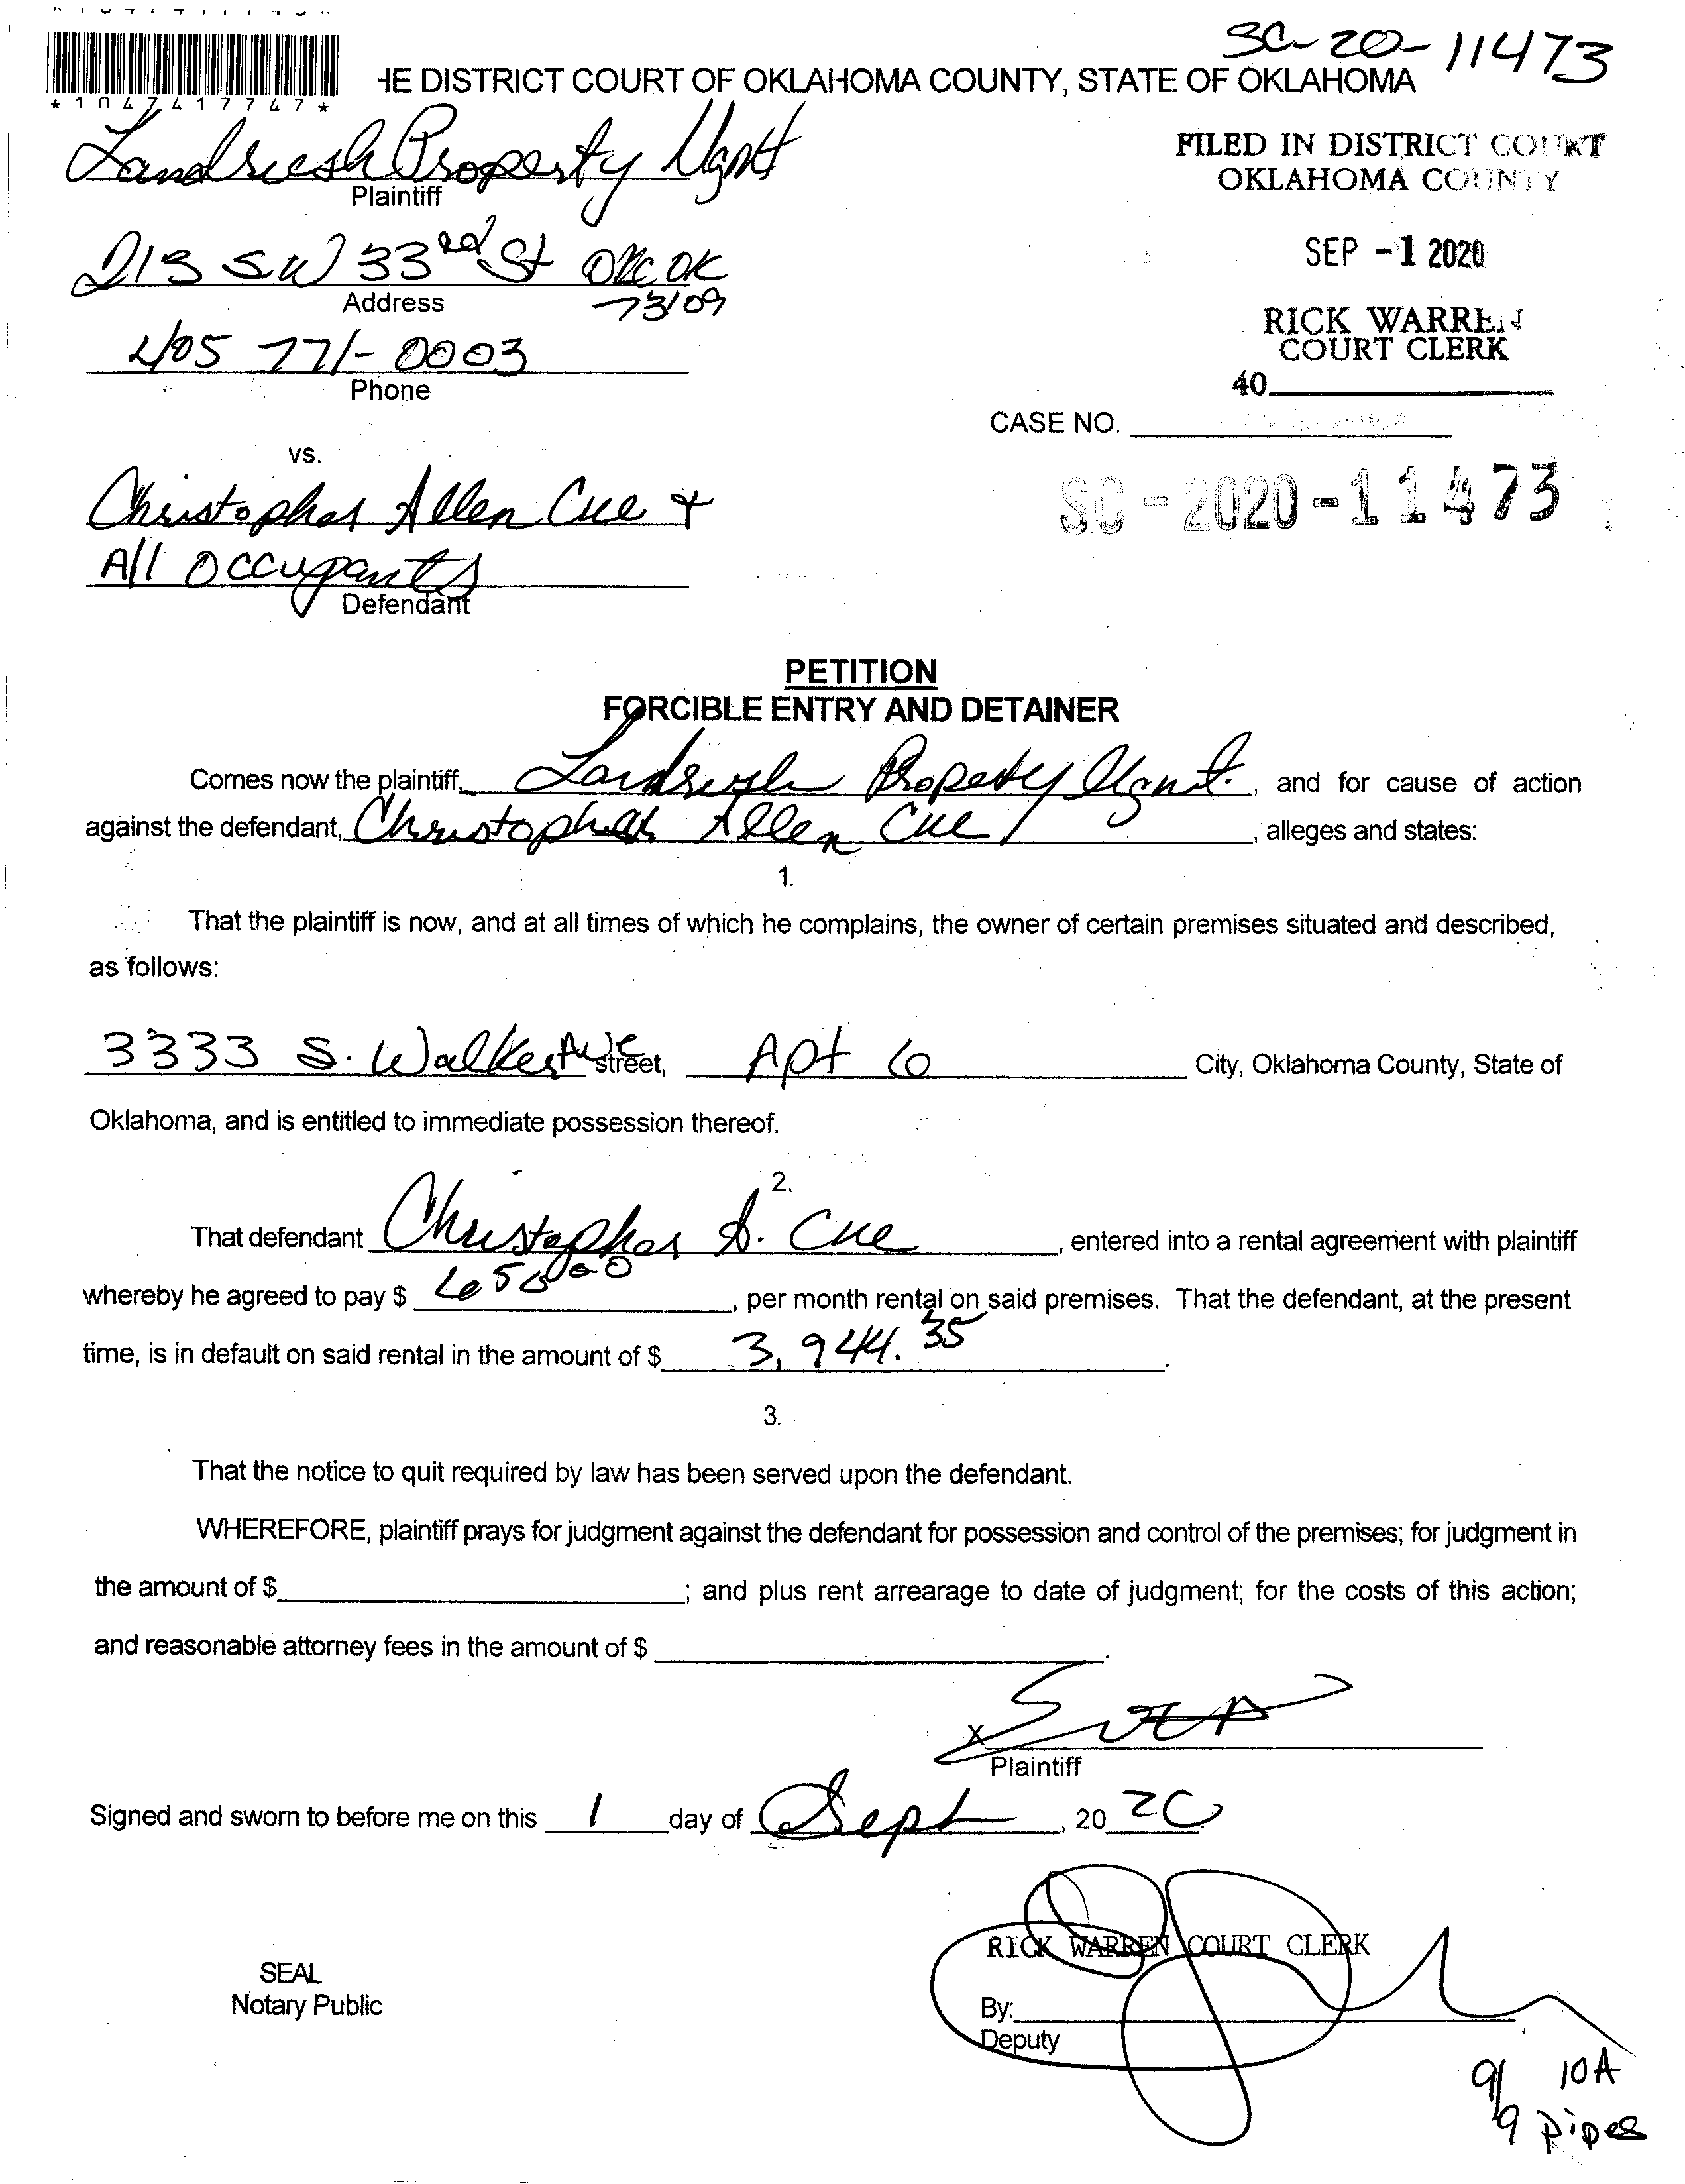 SC-20-11473
*1047417747*
HE DISTRICT COURT OF OKLAHOMA COUNTY, STATE OF OKLAHOMA
Landrush Property Mgmt
Plaintiff
FILED IN DISTRICT COURT
OKLAHOMA COUNTY
213 SW 33rd St OKC OK
73109
Address
SEP -1 2020
405 771-0003
Phone
RICK WARREN
COURT CLERK
40
CASE NO.
vs.
SC-2020-11473
Christopher Allen Cue &
All Occupants
Defendant
PETITION
FORCIBLE ENTRY AND DETAINER
Comes now the plaintiff, Landrush Property Mgmt. , and for cause of action
against the defendant, Christopher Allen Cue , alleges and states:
1.
That the plaintiff is now, and at all times of which he complains, the owner of certain premises situated and described,
as follows:
3333 S. Walker Ave Street, Apt 6 City, Oklahoma County, State of
Oklahoma, and is entitled to immediate possession thereof.
2.
That defendant Christopher A. Cue , entered into a rental agreement with plaintiff
whereby he agreed to pay $ 650.00 , per month rental on said premises. That the defendant, at the present
time, is in default on said rental in the amount of $ 3,944.35 .
3.
That the notice to quit required by law has been served upon the defendant.
WHEREFORE, plaintiff prays for judgment against the defendant for possession and control of the premises; for judgment in
the amount of $ ; and plus rent arrearage to date of judgment; for the costs of this action;
and reasonable attorney fees in the amount of $ .
X
Plaintiff
Signed and sworn to before me on this 1 day of Sept , 20 20
RICK WARREN COURT CLERK
SEAL
Notary Public
By:
Deputy
9/9 10A
Pipes